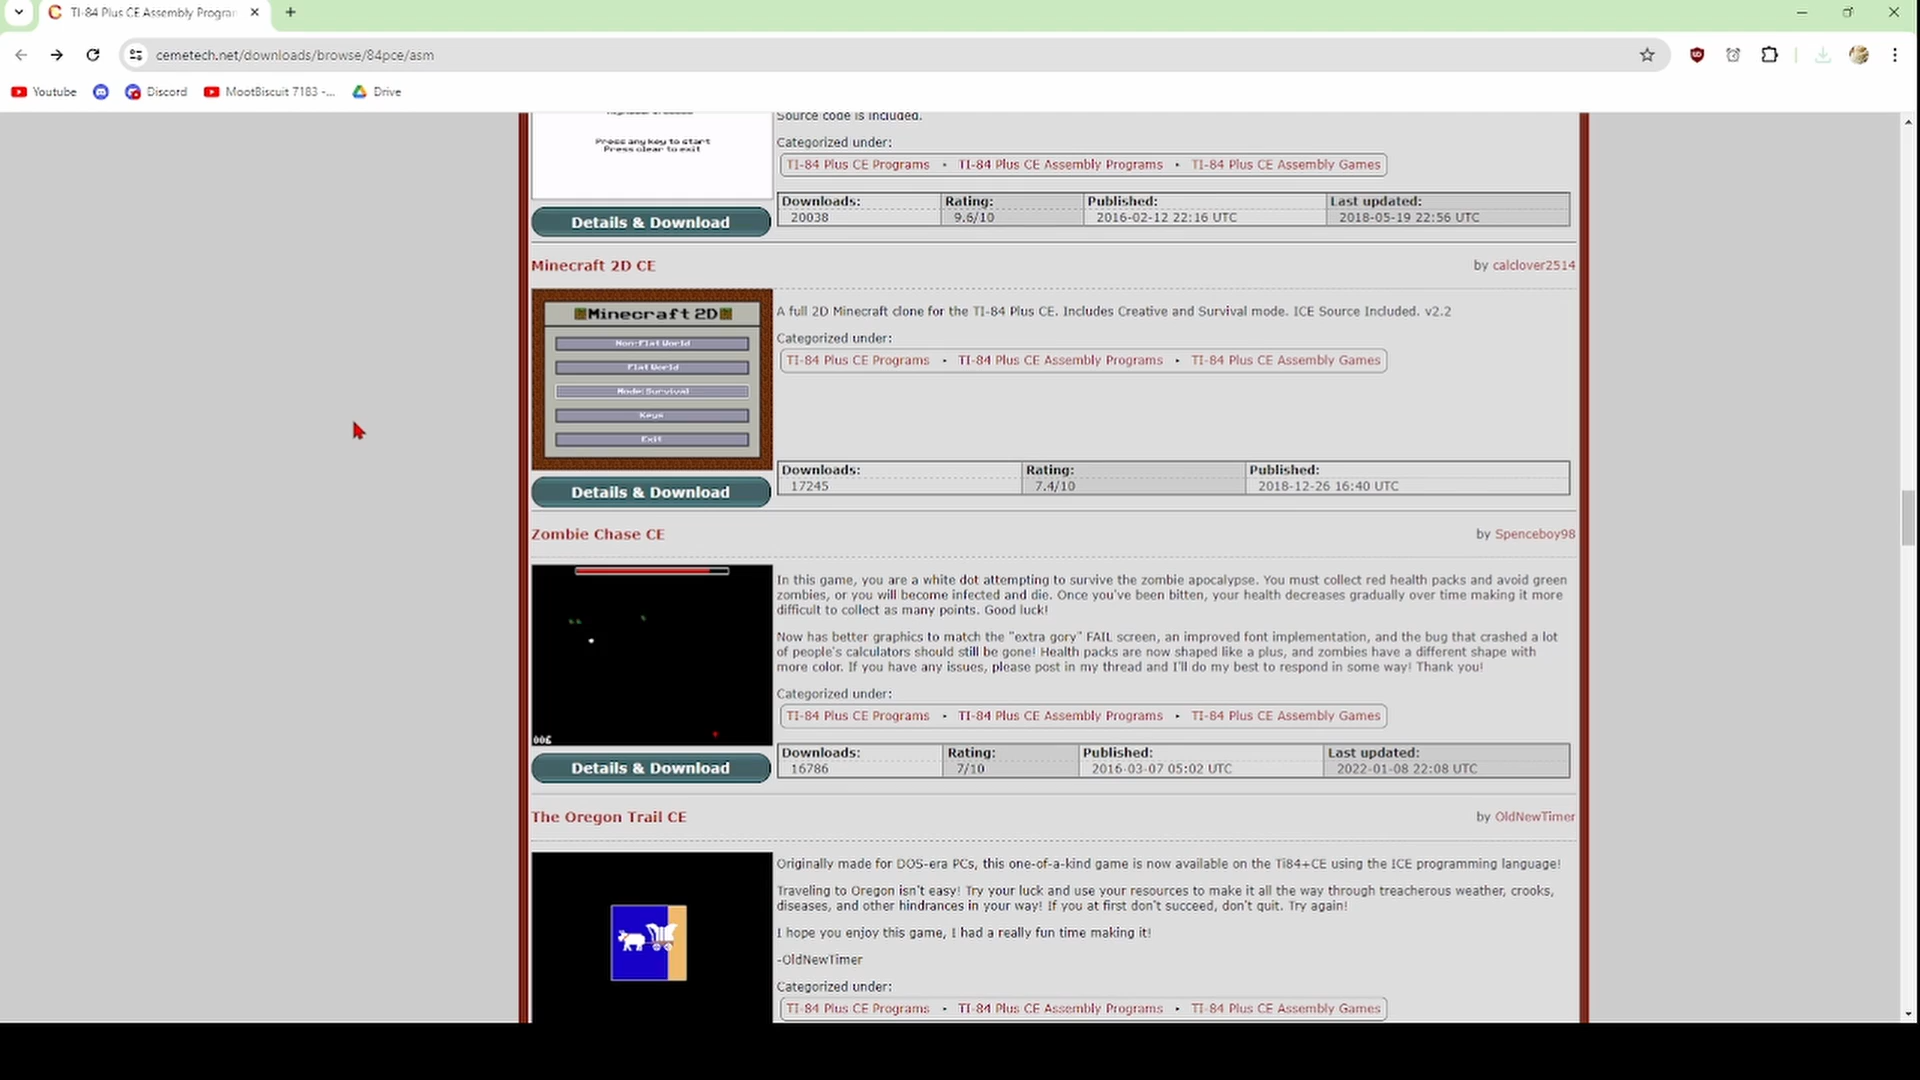 TI-84 Plus CE Assembly Progra
cemetech.net/downloads/browse/84pce/asm
Youtube
Discord
MootBiscuit 7183 -...
Drive
Source code is included.
Press any key to start
Press clear to exit
Categorized under:
TI-84 Plus CE Programs • TI-84 Plus CE Assembly Programs • TI-84 Plus CE Assembly Games
Downloads: Rating: Published: Last updated:
20038 9.6/10 2016-02-12 22:16 UTC 2018-05-19 22:56 UTC
Details & Download
Minecraft 2D CE by calclover2514
Minecraft 2D
Non-Flat World
Flat World
Mode:Survival
Keys
Exit
A full 2D Minecraft clone for the TI-84 Plus CE. Includes Creative and Survival mode. ICE Source Included. v2.2
Categorized under:
TI-84 Plus CE Programs • TI-84 Plus CE Assembly Programs • TI-84 Plus CE Assembly Games
Downloads: Rating: Published:
17245 7.4/10 2018-12-26 16:40 UTC
Details & Download
Zombie Chase CE by Spenceboy98
In this game, you are a white dot attempting to survive the zombie apocalypse. You must collect red health packs and avoid green
zombies, or you will become infected and die. Once you've been bitten, your health decreases gradually over time making it more
difficult to collect as many points. Good luck!
Now has better graphics to match the "extra gory" FAIL screen, an improved font implementation, and the bug that crashed a lot
of people's calculators should still be gone! Health packs are now shaped like a plus, and zombies have a different shape with
more color. If you have any issues, please post in my thread and I'll do my best to respond in some way! Thank you!
Categorized under:
TI-84 Plus CE Programs • TI-84 Plus CE Assembly Programs • TI-84 Plus CE Assembly Games
Downloads: Rating: Published: Last updated:
16786 7/10 2016-03-07 05:02 UTC 2022-01-08 22:08 UTC
Details & Download
The Oregon Trail CE by OldNewTimer
Originally made for DOS-era PCs, this one-of-a-kind game is now available on the Ti84+CE using the ICE programming language!
Traveling to Oregon isn't easy! Try your luck and use your resources to make it all the way through treacherous weather, crooks,
diseases, and other hindrances in your way! If you at first don't succeed, don't quit. Try again!
I hope you enjoy this game, I had a really fun time making it!
-OldNewTimer
Categorized under:
TI-84 Plus CE Programs • TI-84 Plus CE Assembly Programs • TI-84 Plus CE Assembly Games